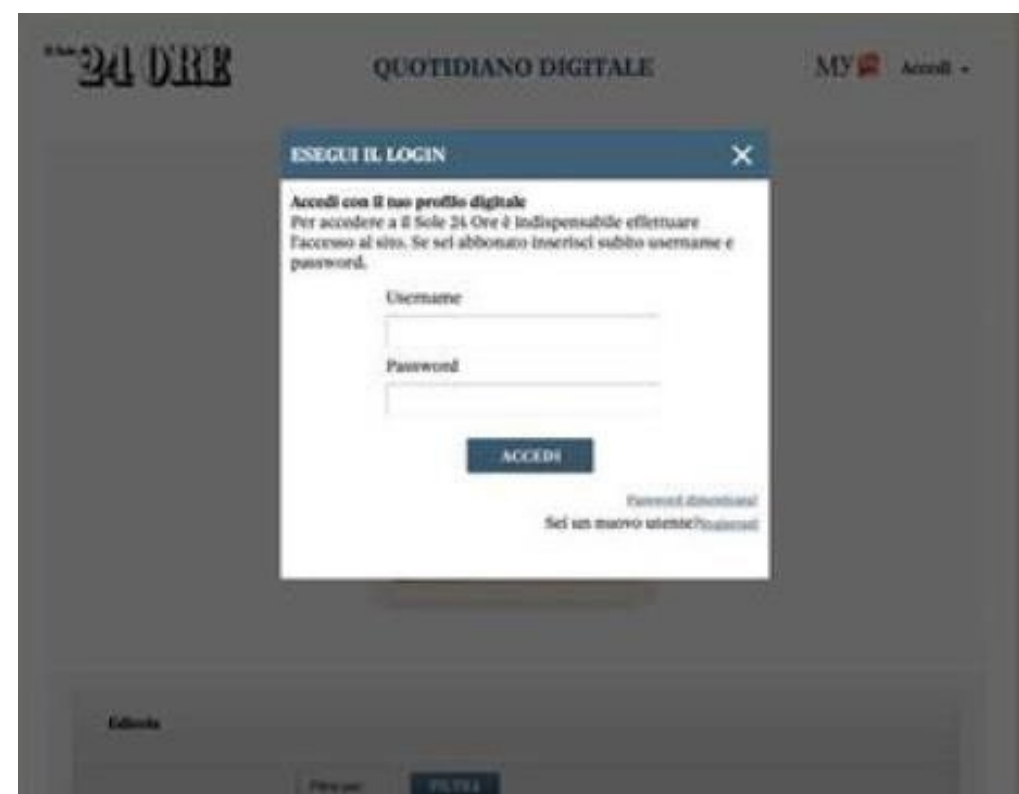 24 ORE
QUOTIDIANO DIGITALE
MY
Accedi
ESEGUI IL LOGIN
Accedi con il tuo profilo digitale
Per accedere a il Sole 24 Ore è indispensabile effettuare
l'accesso al sito. Se sei abbonato inserisci subito username e
password.
Username
Password
ACCEDI
Password dimenticata?
Sei un nuovo utente?
Edicola
FILTRA